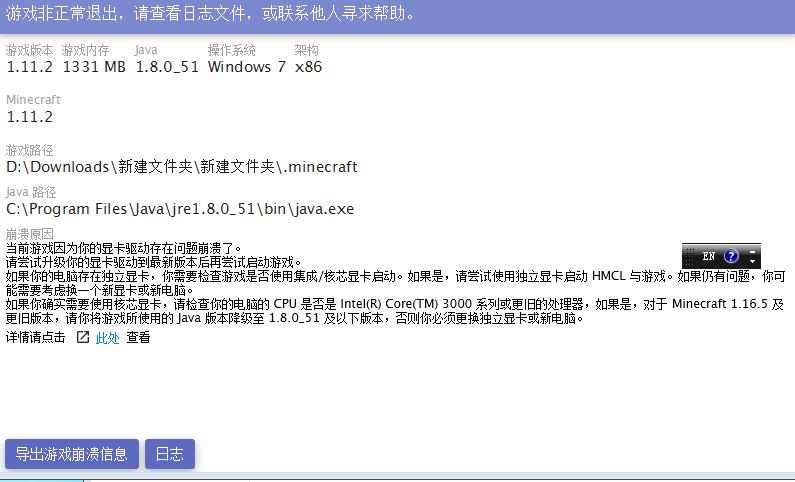 游戏非正常退出，请查看日志文件，或联系他人寻求帮助。
游戏版本 游戏内存 Java 操作系统 架构
1.11.2 1331 MB 1.8.0_51 Windows 7 x86
Minecraft
1.11.2
游戏路径
D:\Downloads\新建文件夹\新建文件夹\.minecraft
Java 路径
C:\Program Files\Java\jre1.8.0_51\bin\java.exe
崩溃原因
当前游戏因为你的显卡驱动存在问题崩溃了。
请尝试升级你的显卡驱动到最新版本后再尝试启动游戏。
EN ?
如果你的电脑存在独立显卡，你需要检查游戏是否使用集成/核芯显卡启动。如果是，请尝试使用独立显卡启动 HMCL 与游戏。如果仍有问题，你可
能需要考虑换一个新显卡或新电脑。
如果你确实需要使用核芯显卡，请检查你的电脑的 CPU 是否是 Intel(R) Core(TM) 3000 系列或更旧的处理器，如果是，对于 Minecraft 1.16.5 及
更旧版本，请你将游戏所使用的 Java 版本降级至 1.8.0_51 及以下版本，否则你必须更换独立显卡或新电脑。
详情请点击 此处 查看
导出游戏崩溃信息 日志